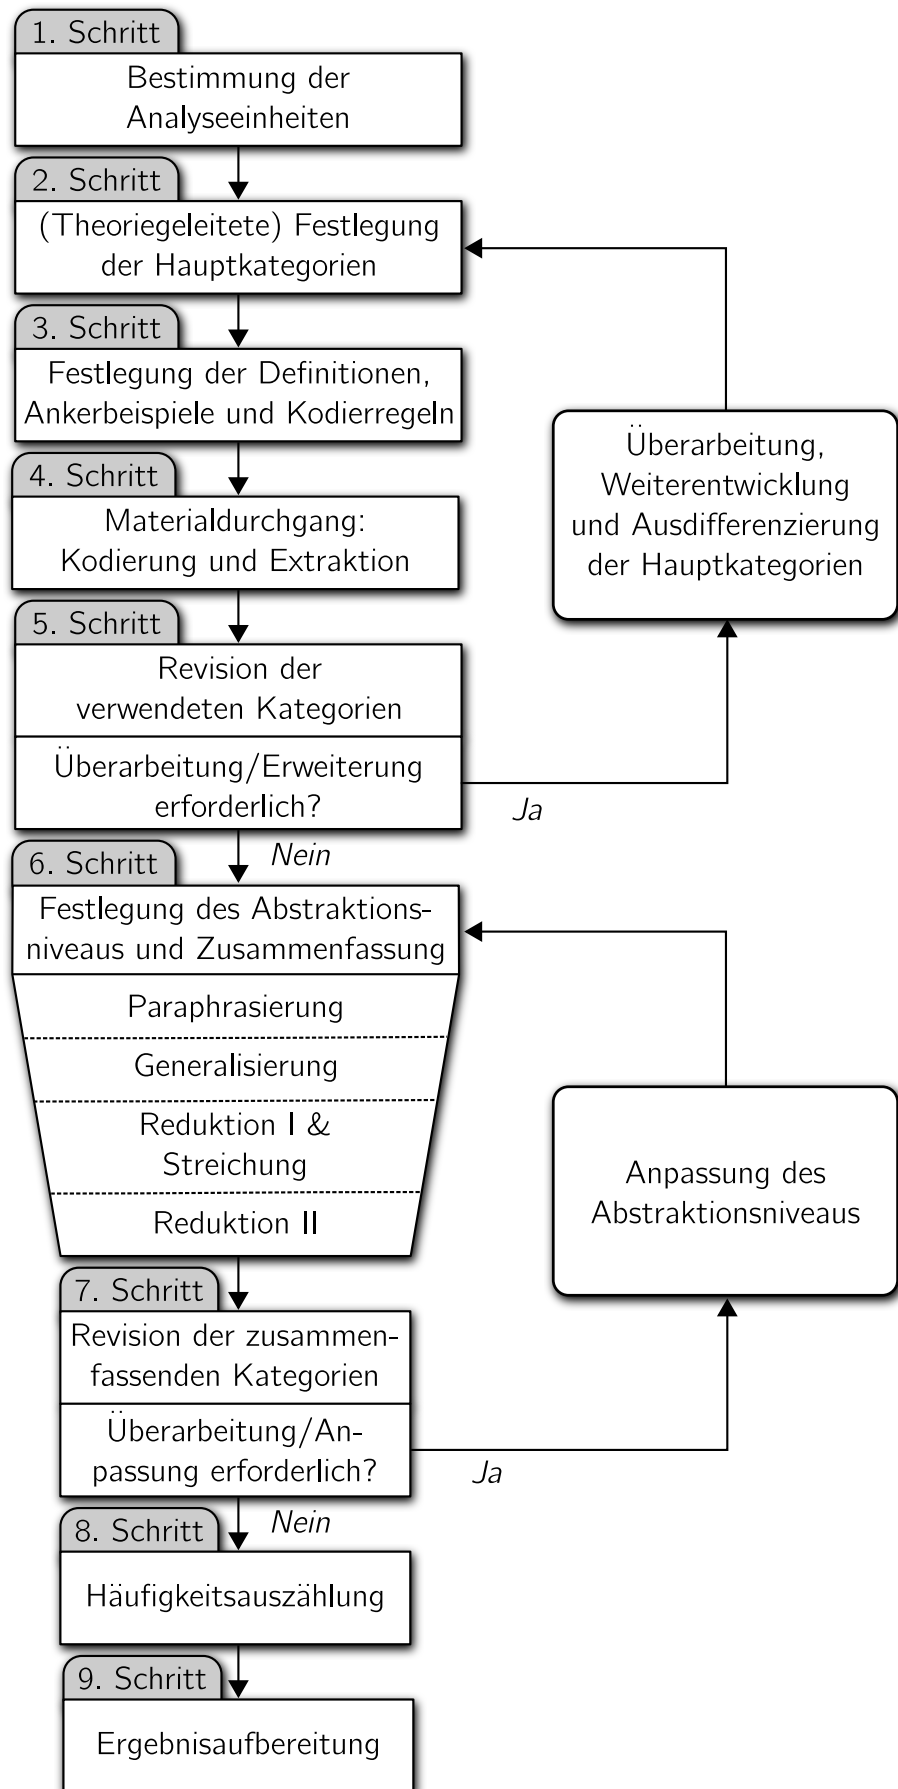 1. Schritt
Bestimmung der
Analyseeinheiten
2. Schritt
(Theoriegeleitete) Festlegung
der Hauptkategorien
3. Schritt
Festlegung der Definitionen,
Ankerbeispiele und Kodierregeln
4. Schritt
Materialdurchgang:
Kodierung und Extraktion
5. Schritt
Revision der
verwendeten Kategorien
Überarbeitung/Erweiterung
erforderlich?
Ja
Überarbeitung,
Weiterentwicklung
und Ausdifferenzierung
der Hauptkategorien
Nein
6. Schritt
Festlegung des Abstraktions-
niveaus und Zusammenfassung
Paraphrasierung
Generalisierung
Reduktion I &
Streichung
Reduktion II
7. Schritt
Revision der zusammen-
fassenden Kategorien
Überarbeitung/An-
passung erforderlich?
Ja
Anpassung des
Abstraktionsniveaus
Nein
8. Schritt
Häufigkeitsauszählung
9. Schritt
Ergebnisaufbereitung